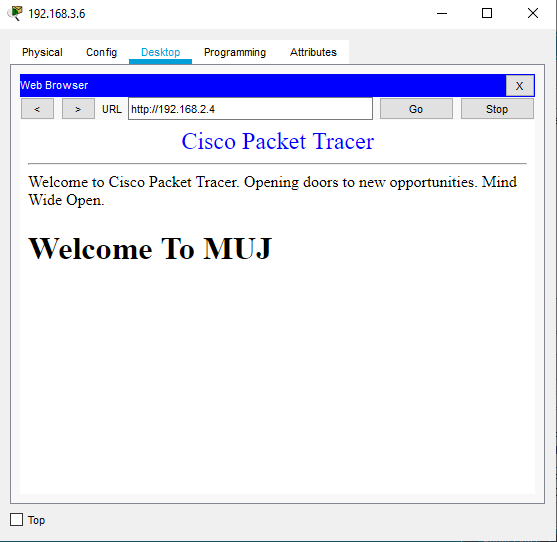 192.168.3.6
Physical Config Desktop Programming Attributes
Web Browser X
< > URL http://192.168.2.4 Go Stop
Cisco Packet Tracer
Welcome to Cisco Packet Tracer. Opening doors to new opportunities. Mind
Wide Open.
Welcome To MUJ
Top